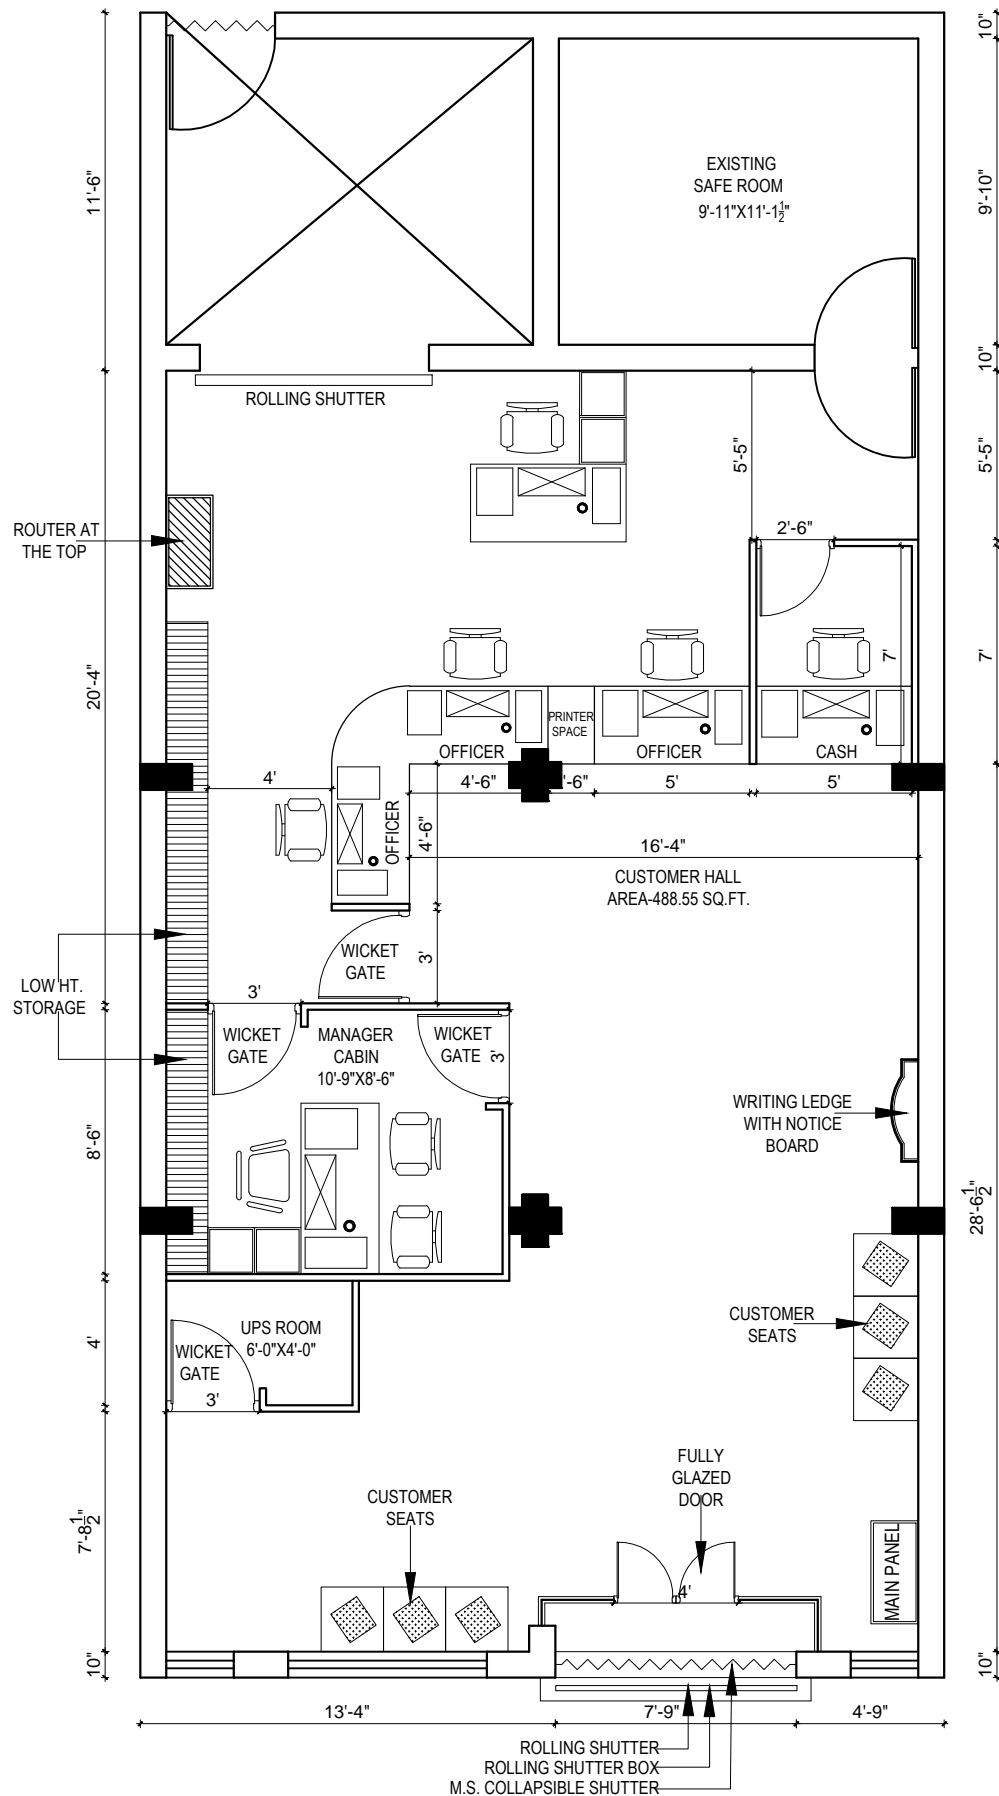 10"
11'-6"
9'-10"
EXISTING
SAFE ROOM
9'-11"X11'-1½"
10"
ROLLING SHUTTER
5'-5"
5'-5"
ROUTER AT
THE TOP
2'-6"
20'-4"
7'
7'
PRINTER
SPACE
OFFICER
OFFICER
CASH
4'
4'-6"
'-6"
5'
5'
OFFICER
4'-6"
16'-4"
CUSTOMER HALL
AREA-488.55 SQ.FT.
WICKET
GATE
3'
LOW HT.
STORAGE
3'
WICKET
GATE
MANAGER
CABIN
10'-9"X8'-6"
WICKET
GATE
3'
WRITING LEDGE
WITH NOTICE
BOARD
8'-6"
28'-6½"
CUSTOMER
SEATS
4'
UPS ROOM
6'-0"X4'-0"
WICKET
GATE
3'
FULLY
GLAZED
DOOR
CUSTOMER
SEATS
7'-8½"
MAIN PANEL
4'
10"
10"
13'-4"
7'-9"
4'-9"
ROLLING SHUTTER
ROLLING SHUTTER BOX
M.S. COLLAPSIBLE SHUTTER